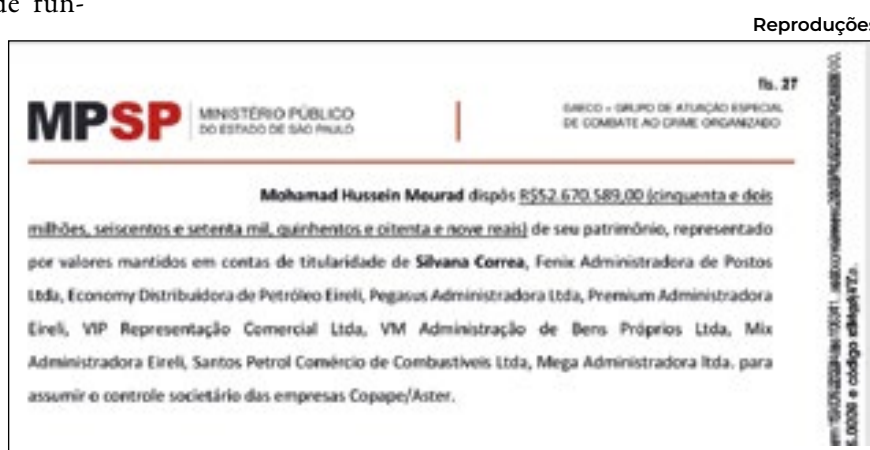 de fun-
Reproduções
fls. 27
MPSP
MINISTÉRIO PÚBLICO
DO ESTADO DE SÃO PAULO
GAECO – GRUPO DE ATUAÇÃO ESPECIAL
DE COMBATE AO CRIME ORGANIZADO
Mohamad Hussein Mourad dispôs R$52.670.589,00 (cinquenta e dois
milhões, seiscentos e setenta mil, quinhentos e oitenta e nove reais) de seu patrimônio, representado
por valores mantidos em contas de titularidade de Silvana Correa, Fenix Administradora de Postos
Ltda, Economy Distribuidora de Petróleo Eireli, Pegasus Administradora Ltda, Premium Administradora
Eireli, VIP Representação Comercial Ltda, VM Administração de Bens Próprios Ltda, Mix
Administradora Eireli, Santos Petrol Comércio de Combustíveis Ltda, Mega Administradora ltda. para
assumir o controle societário das empresas Copape/Aster.
e código